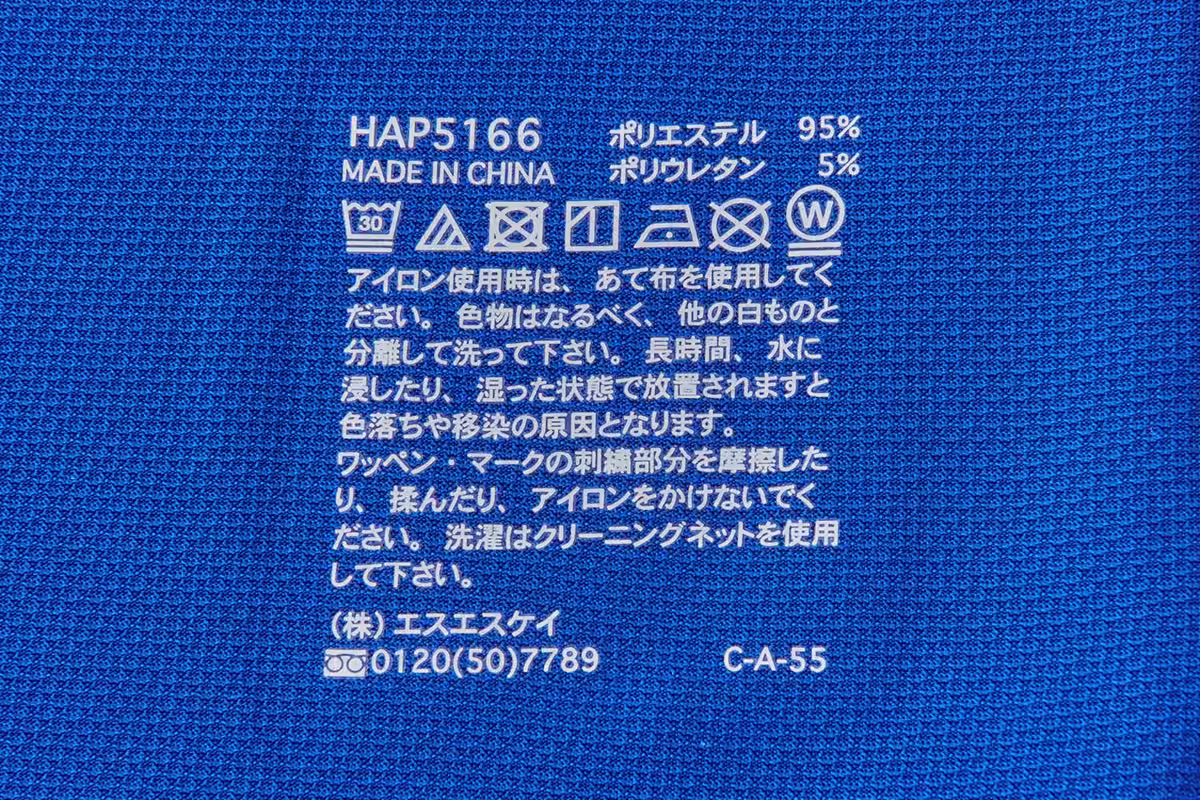 HAP5166 ポリエステル 95%
MADE IN CHINA ポリウレタン 5%
30 W
アイロン使用時は、あて布を使用してく
ださい。色物はなるべく、他の白ものと
分離して洗って下さい。長時間、水に
浸したり、湿った状態で放置されますと
色落ちや移染の原因となります。
ワッペン・マークの刺繍部分を摩擦した
り、揉んだり、アイロンをかけないでく
ださい。洗濯はクリーニングネットを使用
して下さい。
(株)エスエスケイ
0120(50)7789 C-A-55